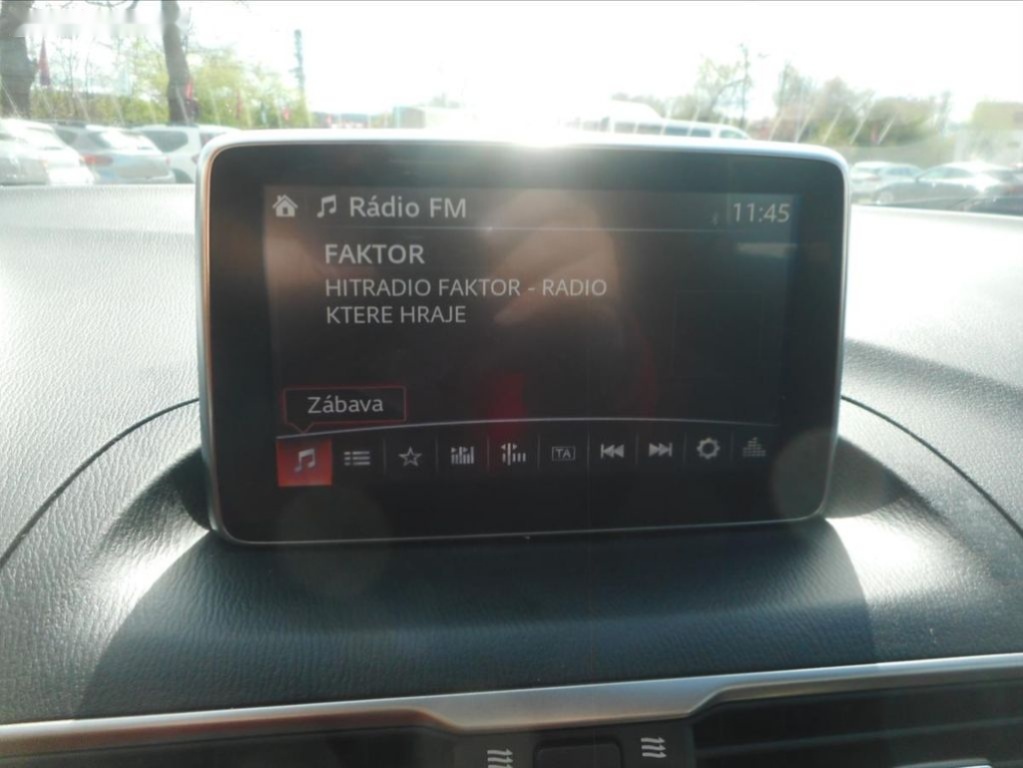 Rádio FM
11:45
FAKTOR
HITRADIO FAKTOR - RADIO
KTERE HRAJE
Zábava
TA